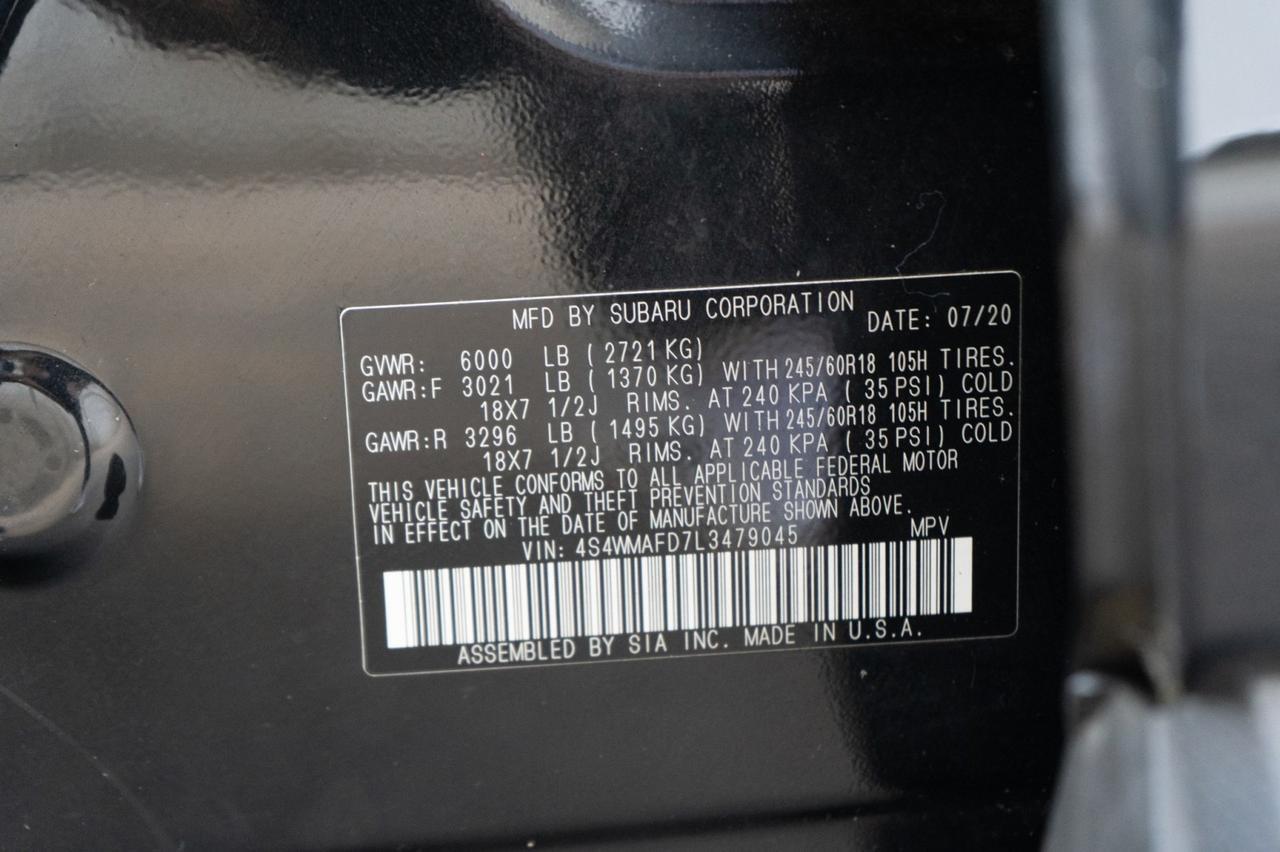 MFD BY SUBARU CORPORATION
DATE: 07/20
GVWR: 6000 LB ( 2721 KG)
GAWR:F 3021 LB ( 1370 KG) WITH 245/60R18 105H TIRES.
18X7 1/2J RIMS. AT 240 KPA ( 35 PSI) COLD
GAWR:R 3296 LB ( 1495 KG) WITH 245/60R18 105H TIRES.
18X7 1/2J RIMS. AT 240 KPA ( 35 PSI) COLD
THIS VEHICLE CONFORMS TO ALL APPLICABLE FEDERAL MOTOR
VEHICLE SAFETY AND THEFT PREVENTION STANDARDS
IN EFFECT ON THE DATE OF MANUFACTURE SHOWN ABOVE.
VIN: 4S4WMAFD7L3479045 MPV
ASSEMBLED BY SIA INC. MADE IN U.S.A.